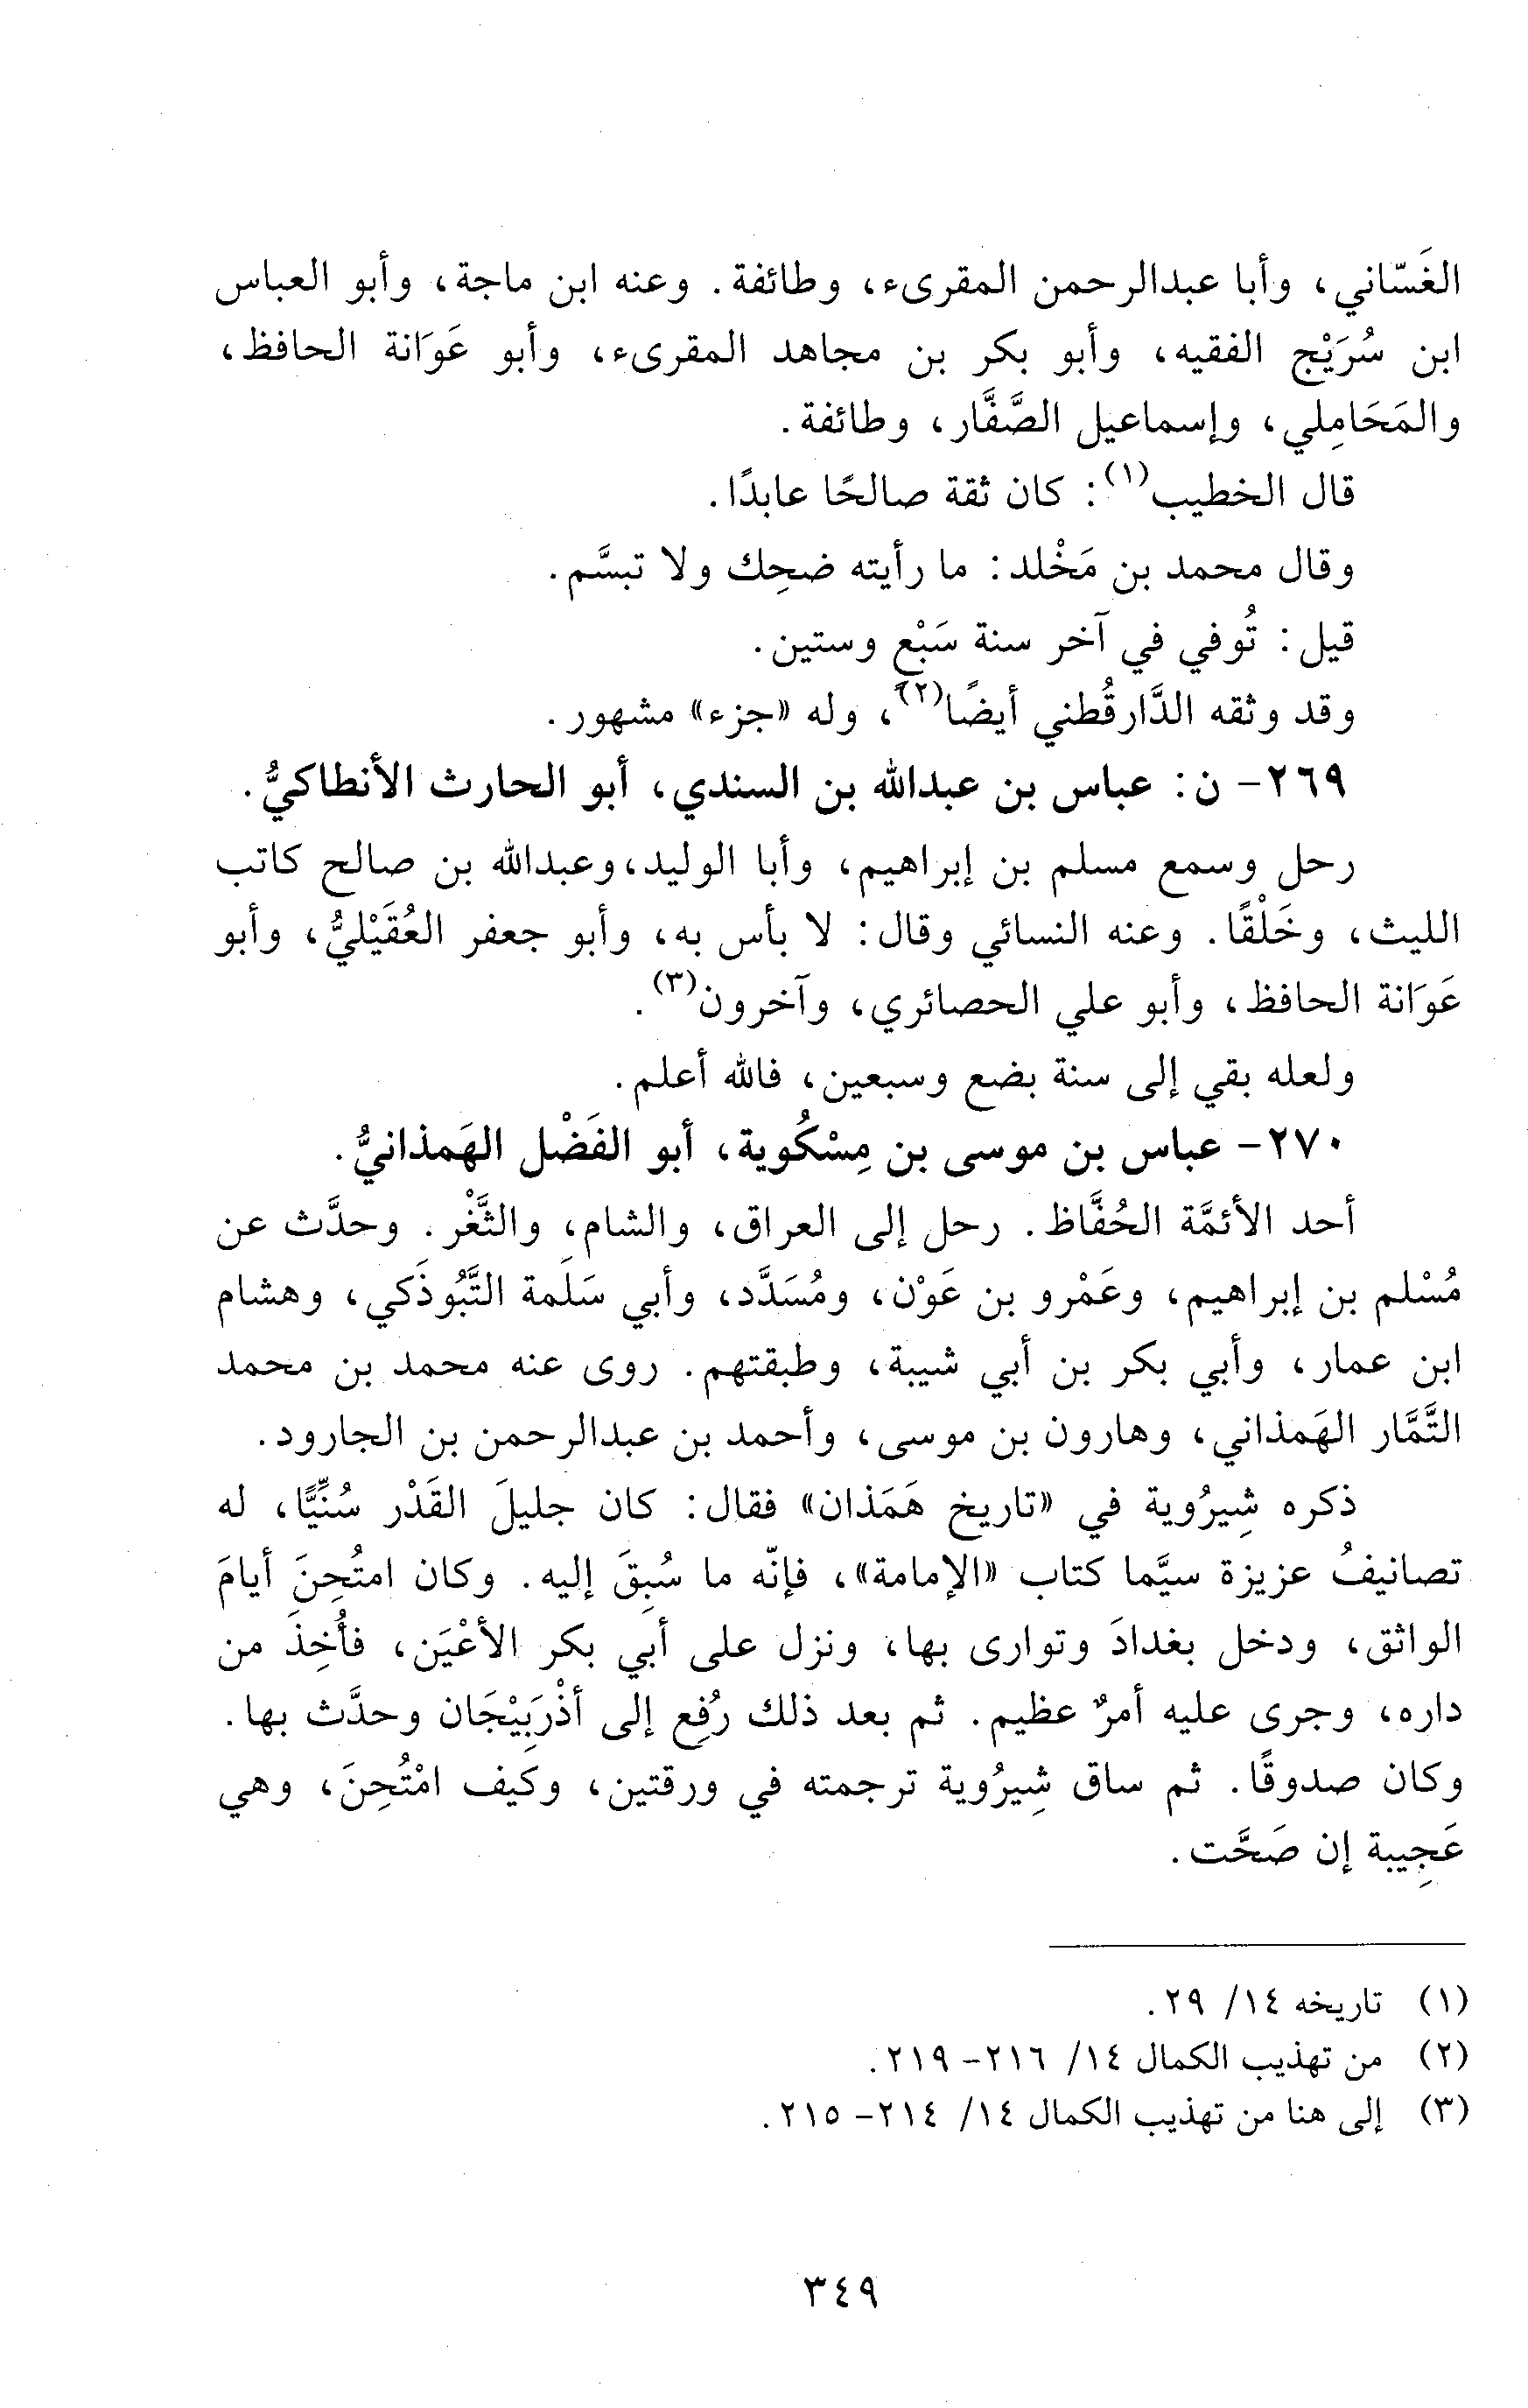 الغَسّاني، وأبا عبدالرحمن المقرىء، وطائفة. وعنه ابن ماجة، وأبو العباس
ابن سُرَيْج الفقيه، وأبو بكر بن مجاهد المقرىء، وأبو عَوَانة الحافظ،
والمَحَامِلي، وإسماعيل الصَّفَّار، وطائفة.
قال الخطيب(١): كان ثقة صالحًا عابدًا.
وقال محمد بن مَخْلد: ما رأيته ضحِك ولا تبسَّم.
قيل: تُوفي في آخر سنة سَبْعٍ وستين.
وقد وثقه الدَّارقُطني أيضًا(٢)، وله «جزء» مشهور.
٢٦٩- ن: عباس بن عبدالله بن السندي، أبو الحارث الأنطاكيُّ.
رحل وسمع مسلم بن إبراهيم، وأبا الوليد، وعبدالله بن صالح كاتب
الليث، وخَلْقًا. وعنه النسائي وقال: لا بأس به، وأبو جعفر العُقَيْليُّ، وأبو
عَوَانة الحافظ، وأبو علي الحصائري، وآخرون(٣).
ولعله بقي إلى سنة بضع وسبعين، فالله أعلم.
٢٧٠- عباس بن موسى بن مِسْكُوية، أبو الفَضْل الهَمذانيُّ.
أحد الأئمَّة الحُفَّاظ. رحل إلى العراق، والشام، والثَّغْر. وحدَّث عن
مُسْلم بن إبراهيم، وعَمْرو بن عَوْن، ومُسَدَّد، وأبي سَلَمة التَّبُوذَكي، وهشام
ابن عمار، وأبي بكر بن أبي شيبة، وطبقتهم. روى عنه محمد بن محمد
التَّمَّار الهَمذاني، وهارون بن موسى، وأحمد بن عبدالرحمن بن الجارود.
ذكره شِيرُوية في «تاريخ هَمَذان» فقال: كان جليلَ القَدْر سُنِّيًّا، له
تصانيفُ عزيزة سيَّما كتاب «الإمامة»، فإنّه ما سُبِقَ إليه. وكان امتُحِنَ أيامَ
الواثق، ودخل بغدادَ وتوارى بها، ونزل على أبي بكر الأعْيَن، فأُخِذَ من
داره، وجرى عليه أمرٌ عظيم. ثم بعد ذلك رُفِع إلى أذْرَبِيْجَان وحدَّث بها.
وكان صدوقًا. ثم ساق شِيرُوية ترجمته في ورقتين، وكيف امْتُحِنَ، وهي
عَجِيبة إن صَحَّت.
(١) تاريخه ١٤/ ٢٩.
(٢) من تهذيب الكمال ١٤/ ٢١٦- ٢١٩.
(٣) إلى هنا من تهذيب الكمال ١٤/ ٢١٤- ٢١٥.
٣٤٩